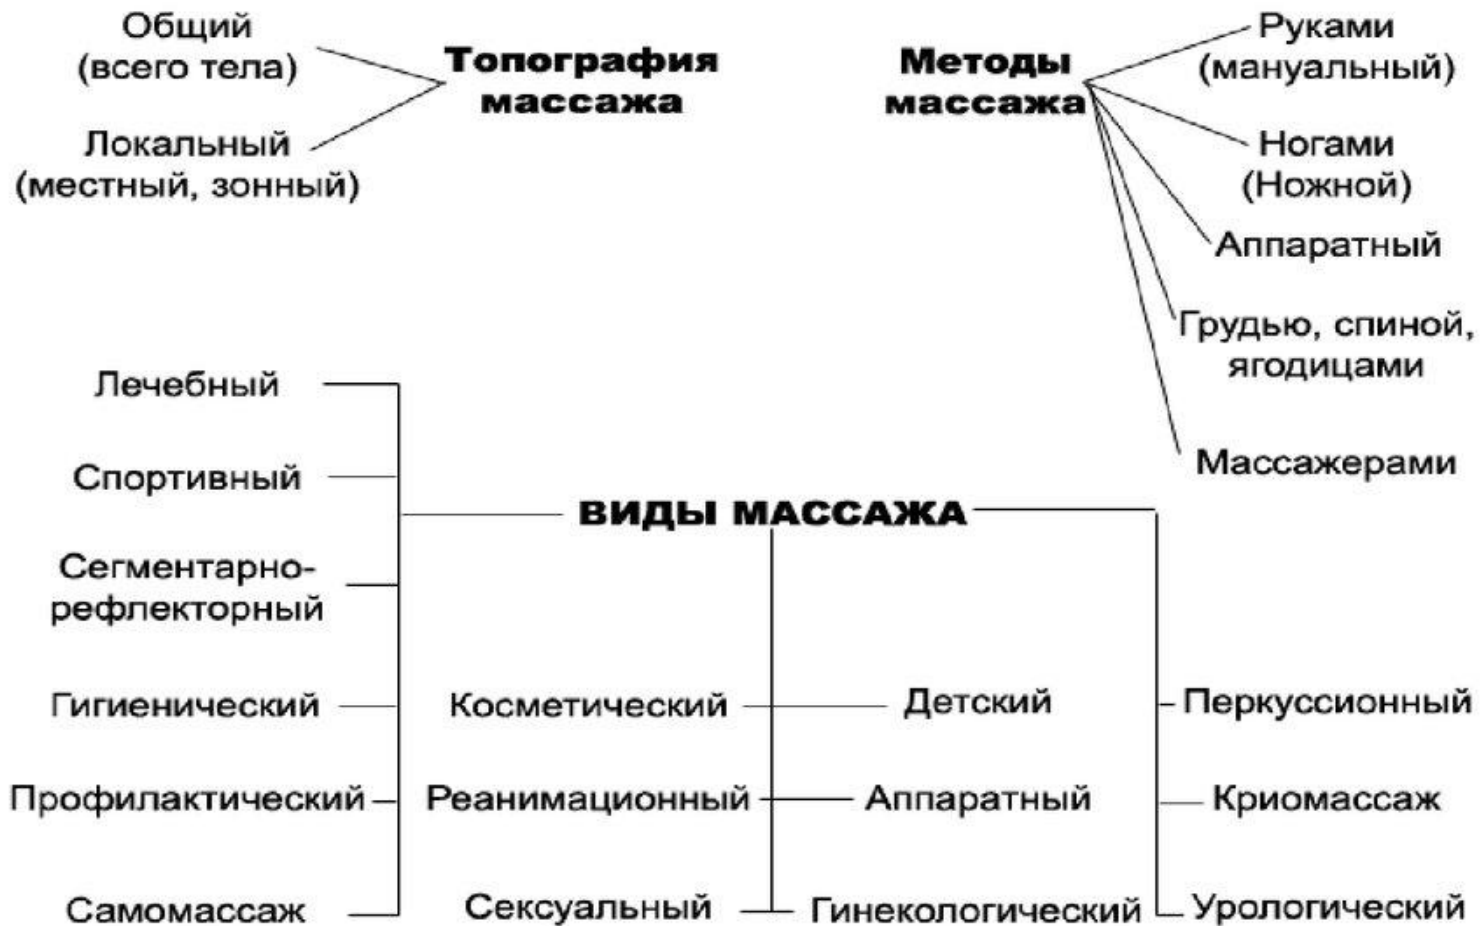 Общий
(всего тела)
Локальный
(местный, зонный)
Топография
массажа
Методы
массажа
Руками
(мануальный)
Ногами
(Ножной)
Аппаратный
Грудью, спиной,
ягодицами
Массажерами
ВИДЫ МАССАЖА
Лечебный
Спортивный
Сегментарно-
рефлекторный
Гигиенический
Профилактический
Самомассаж
Косметический
Реанимационный
Сексуальный
Детский
Аппаратный
Гинекологический
Перкуссионный
Криомассаж
Урологический